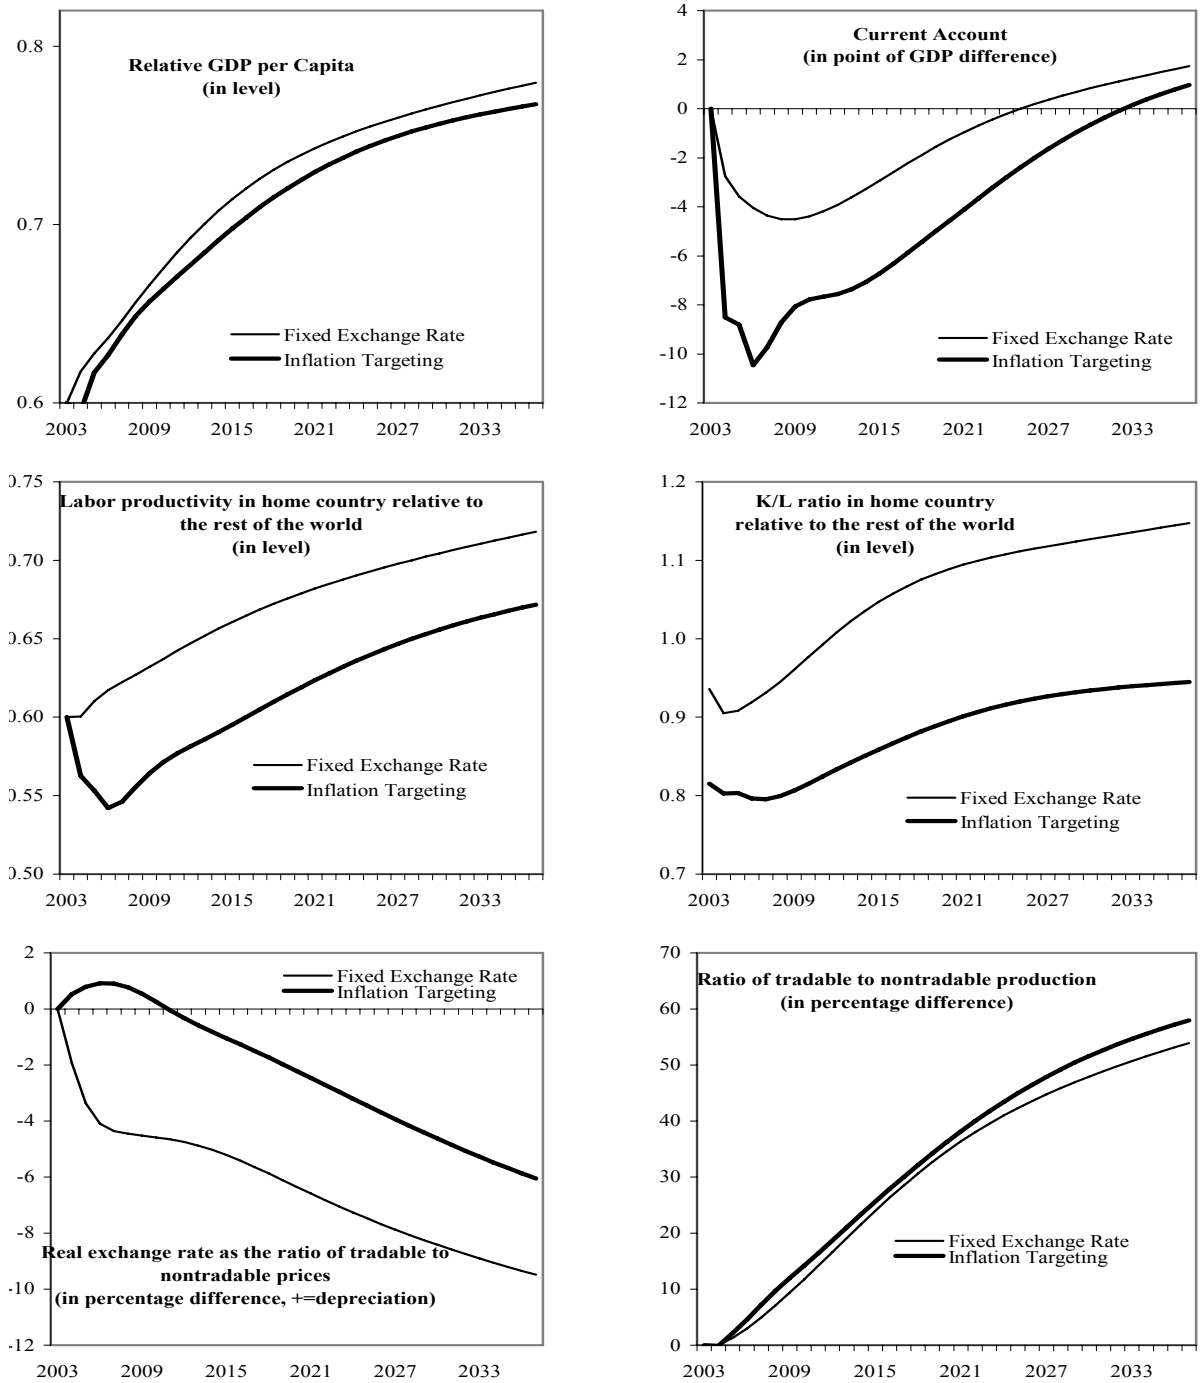 Relative GDP per Capita
(in level)
0.8
0.7
0.6
Fixed Exchange Rate
Inflation Targeting
2003 2009 2015 2021 2027 2033
Current Account
(in point of GDP difference)
4
2
0
-2
-4
-6
-8
-10
-12
Fixed Exchange Rate
Inflation Targeting
2003 2009 2015 2021 2027 2033
Labor productivity in home country relative to
the rest of the world
(in level)
0.75
0.70
0.65
0.60
0.55
0.50
Fixed Exchange Rate
Inflation Targeting
2003 2009 2015 2021 2027 2033
K/L ratio in home country
relative to the rest of the world
(in level)
1.2
1.1
1.0
0.9
0.8
0.7
Fixed Exchange Rate
Inflation Targeting
2003 2009 2015 2021 2027 2033
2
0
-2
-4
-6
-8
-10
-12
Fixed Exchange Rate
Inflation Targeting
Real exchange rate as the ratio of tradable to
nontradable prices
(in percentage difference, +=depreciation)
2003 2009 2015 2021 2027 2033
Ratio of tradable to nontradable production
(in percentage difference)
70
60
50
40
30
20
10
0
Fixed Exchange Rate
Inflation Targeting
2003 2009 2015 2021 2027 2033